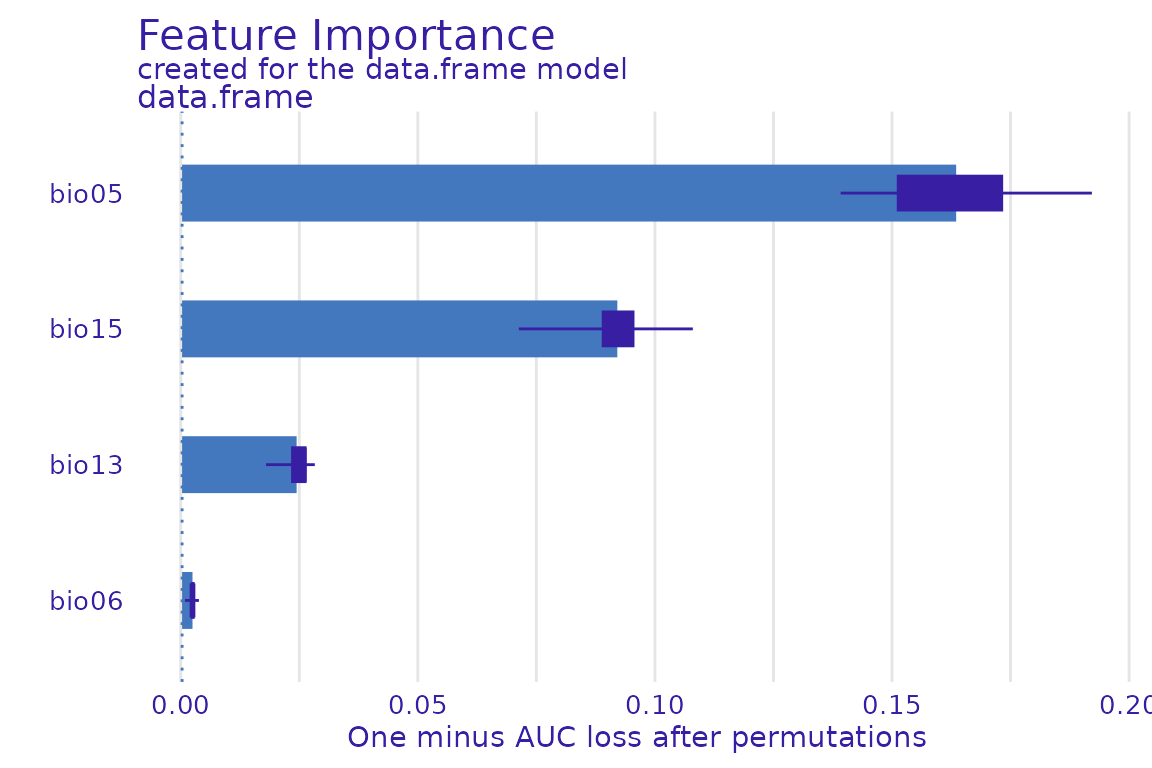 Feature Importance
created for the data.frame model
data.frame
bio05
bio15
bio13
bio06
0.00 0.05 0.10 0.15 0.20
One minus AUC loss after permutations